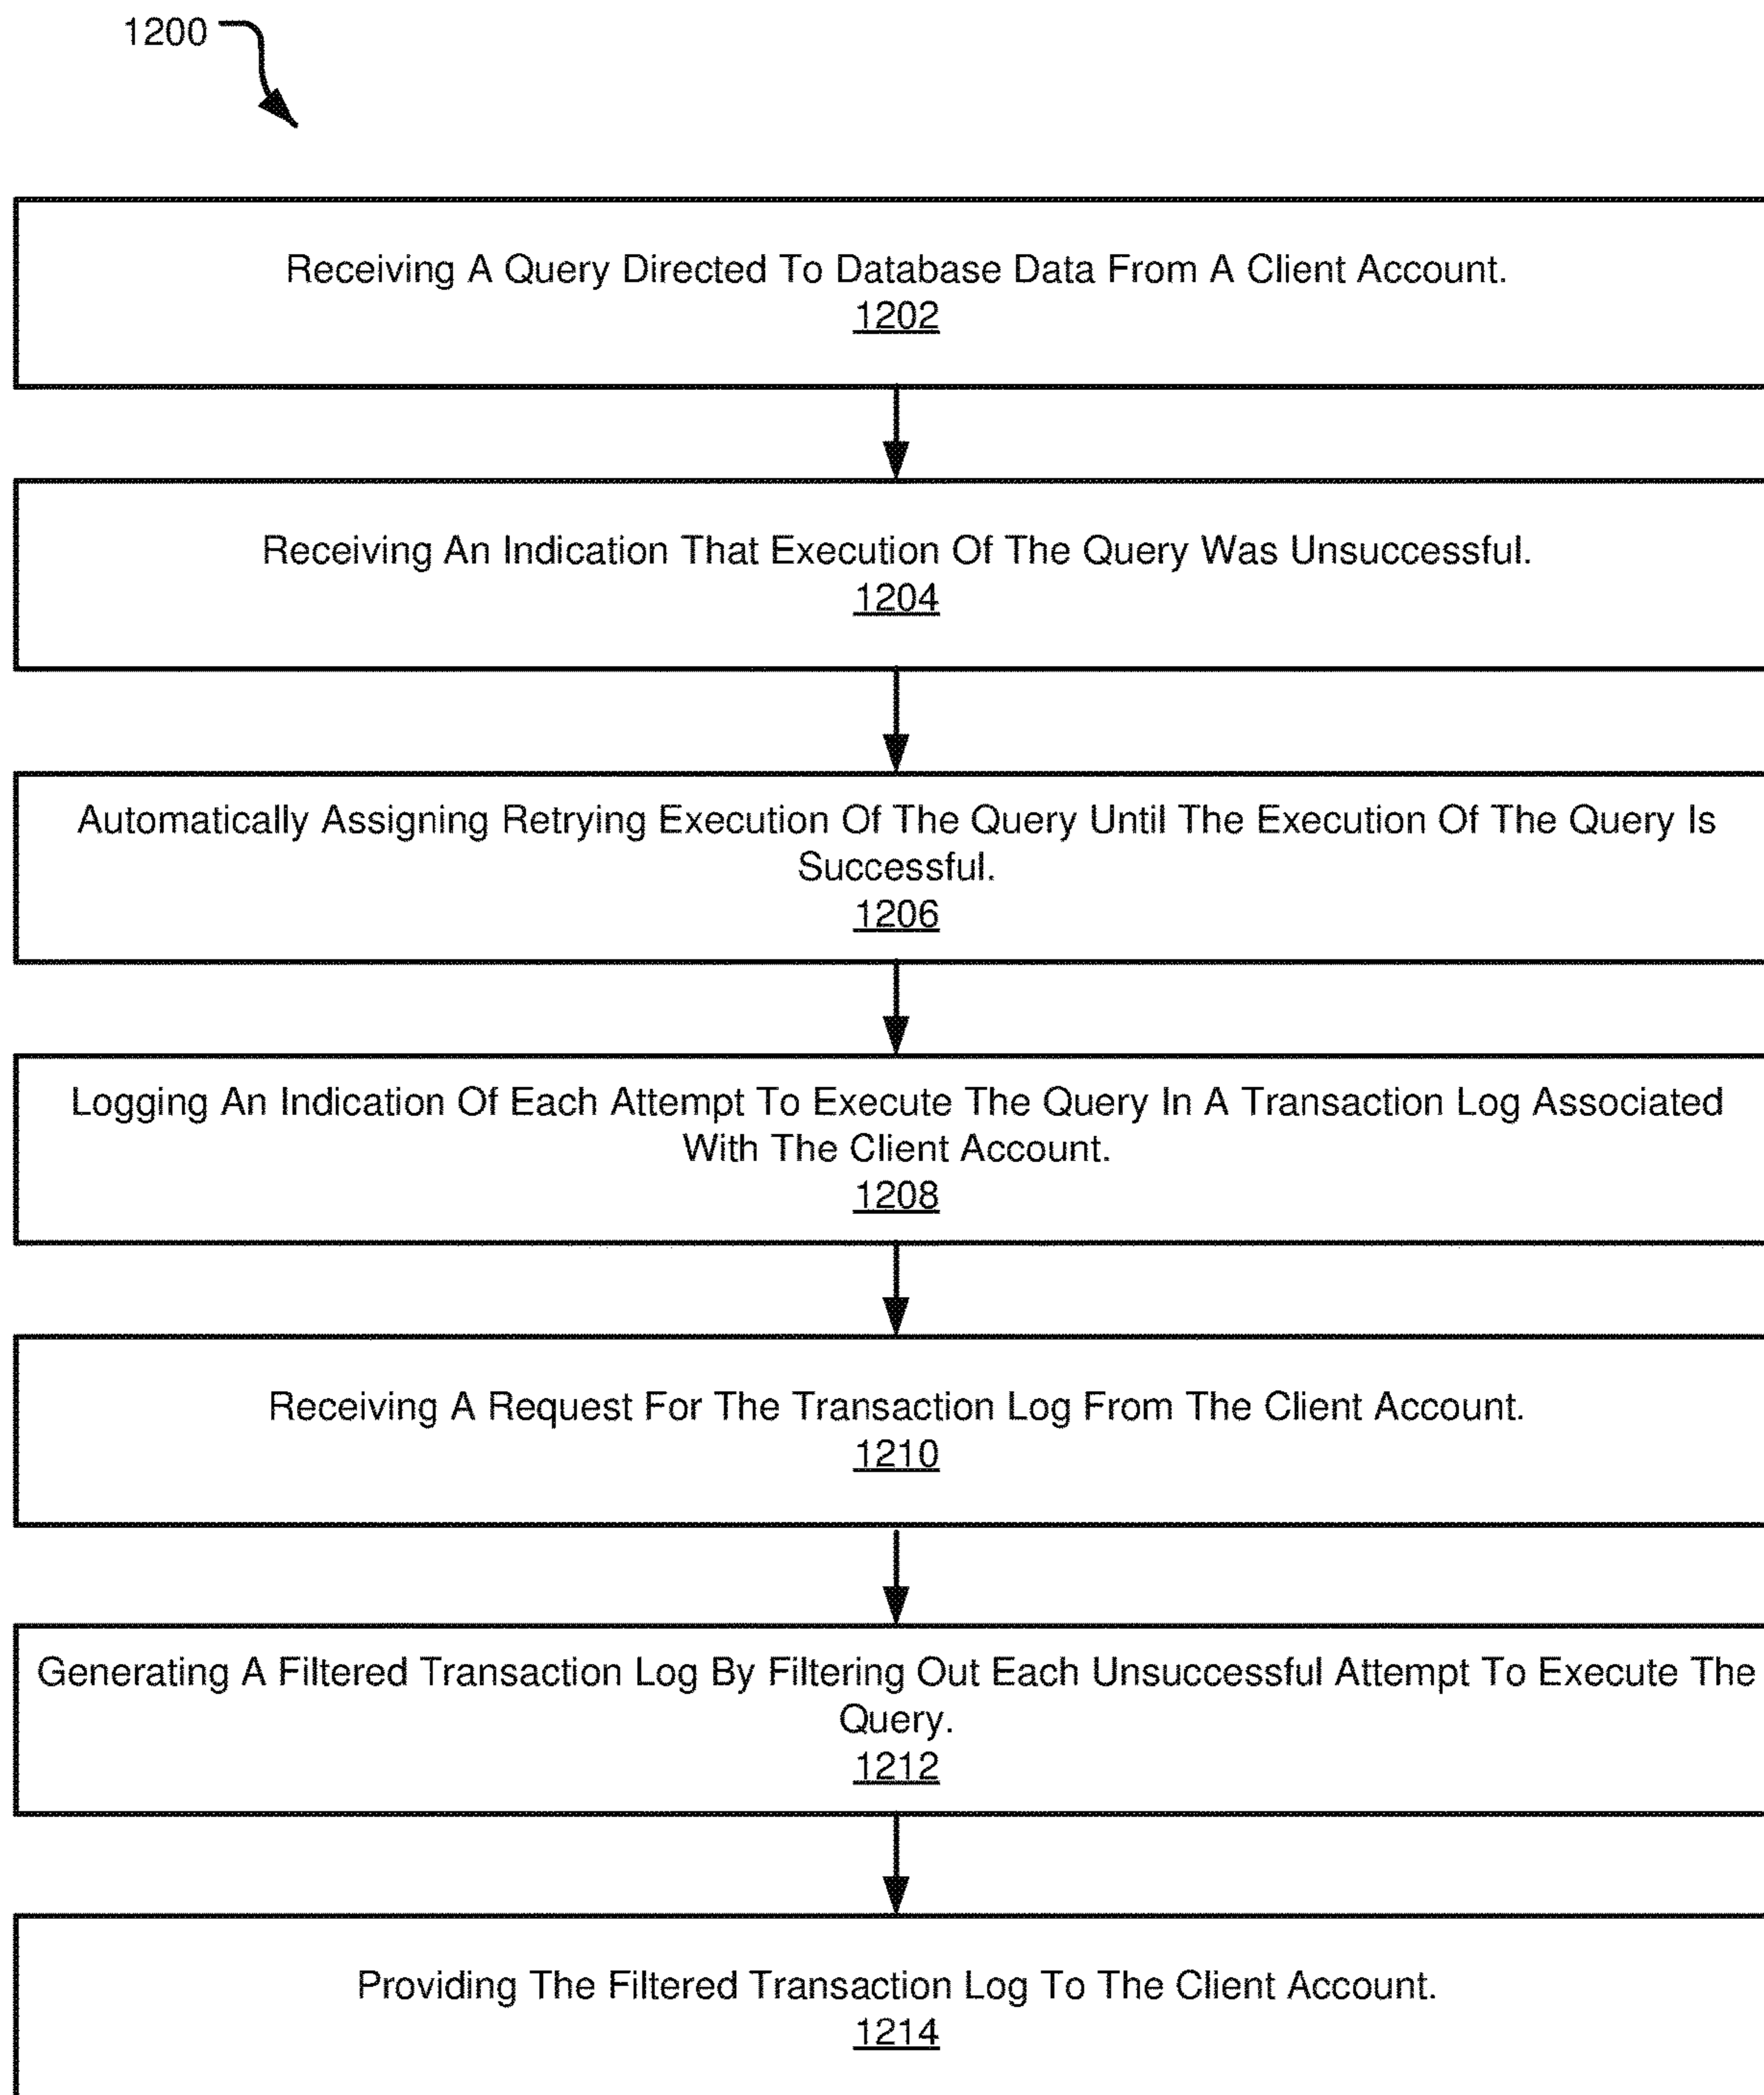 1200
Receiving A Query Directed To Database Data From A Client Account.
1202
Receiving An Indication That Execution Of The Query Was Unsuccessful.
1204
Automatically Assigning Retrying Execution Of The Query Until The Execution Of The Query Is
Successful.
1206
Logging An Indication Of Each Attempt To Execute The Query In A Transaction Log Associated
With The Client Account.
1208
Receiving A Request For The Transaction Log From The Client Account.
1210
Generating A Filtered Transaction Log By Filtering Out Each Unsuccessful Attempt To Execute The
Query.
1212
Providing The Filtered Transaction Log To The Client Account.
1214